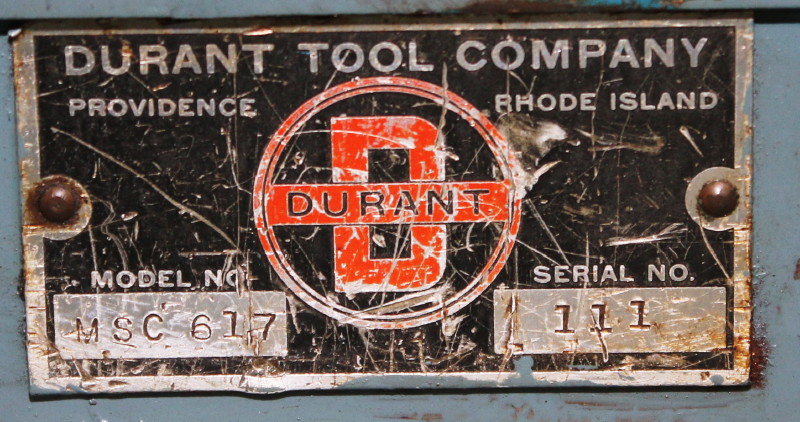 DURANT TOOL COMPANY
PROVIDENCE RHODE ISLAND
DURANT
MODEL NO. SERIAL NO.
MSC 617 111